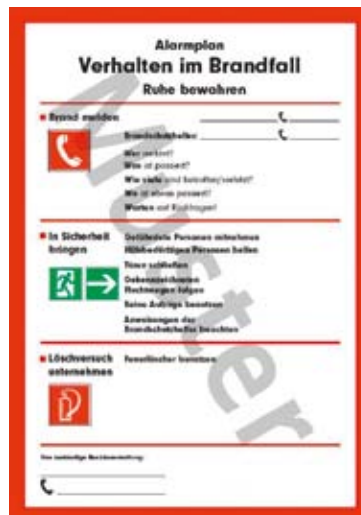 Alarmplan
Verhalten im Brandfall
Ruhe bewahren
Brand melden
Brandschutzhelfer
Wer meldet?
Was ist passiert?
Wie viele sind betroffen/verletzt?
Wo ist etwas passiert?
Warten auf Rückfragen!
In Sicherheit bringen
Gefährdete Personen mitnehmen
Hilfsbedürftigen Personen helfen
Türen schließen
Gekennzeichneten
Fluchtwegen folgen
Keine Aufzüge benutzen
Anweisungen der
Brandschutzhelfer beachten
Löschversuch unternehmen
Feuerlöscher benutzen
Muster